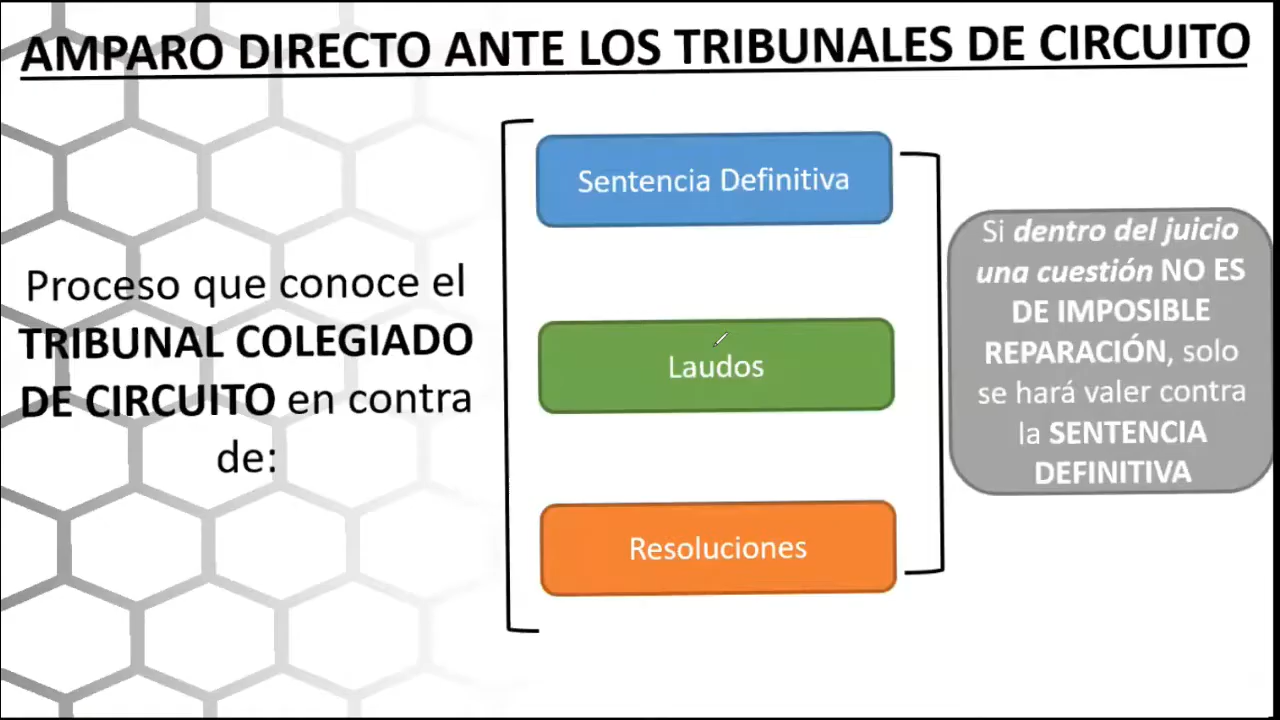 AMPARO DIRECTO ANTE LOS TRIBUNALES DE CIRCUITO
Proceso que conoce el
TRIBUNAL COLEGIADO
DE CIRCUITO en contra
de:
Sentencia Definitiva
Laudos
Resoluciones
Si dentro del juicio
una cuestión NO ES
DE IMPOSIBLE
REPARACIÓN, solo
se hará valer contra
la SENTENCIA
DEFINITIVA